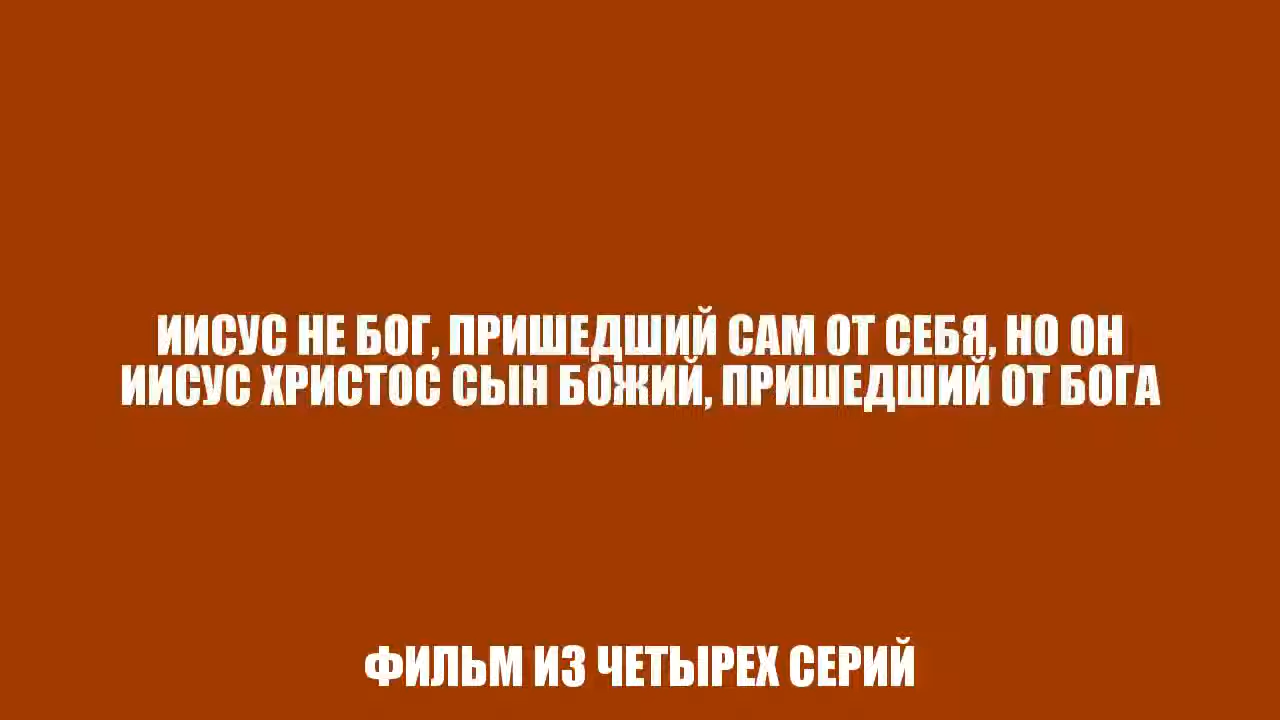 ИИСУС НЕ БОГ, ПРИШЕДШИЙ САМ ОТ СЕБЯ, НО ОН
ИИСУС ХРИСТОС СЫН БОЖИЙ, ПРИШЕДШИЙ ОТ БОГА
ФИЛЬМ ИЗ ЧЕТЫРЕХ СЕРИЙ